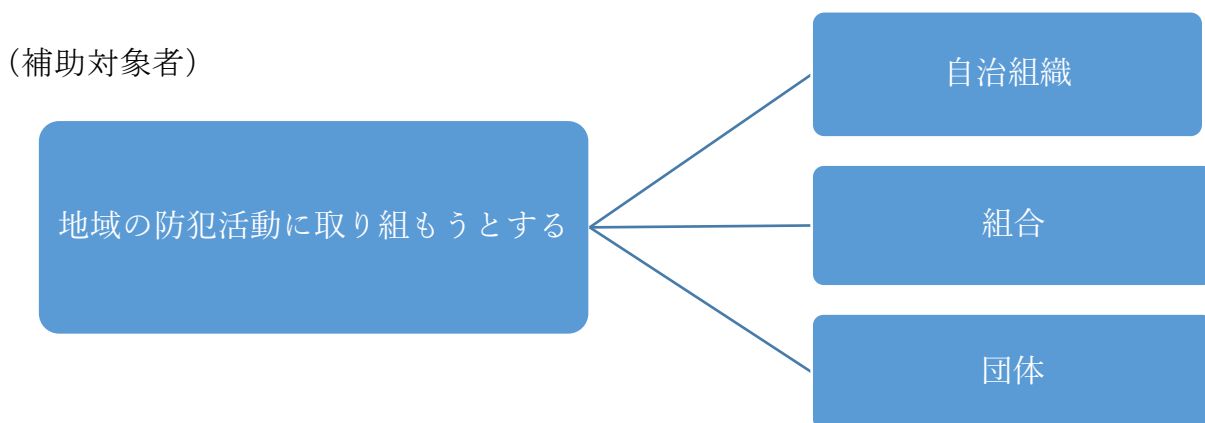 （補助対象者）
地域の防犯活動に取り組もうとする
自治組織
組合
団体